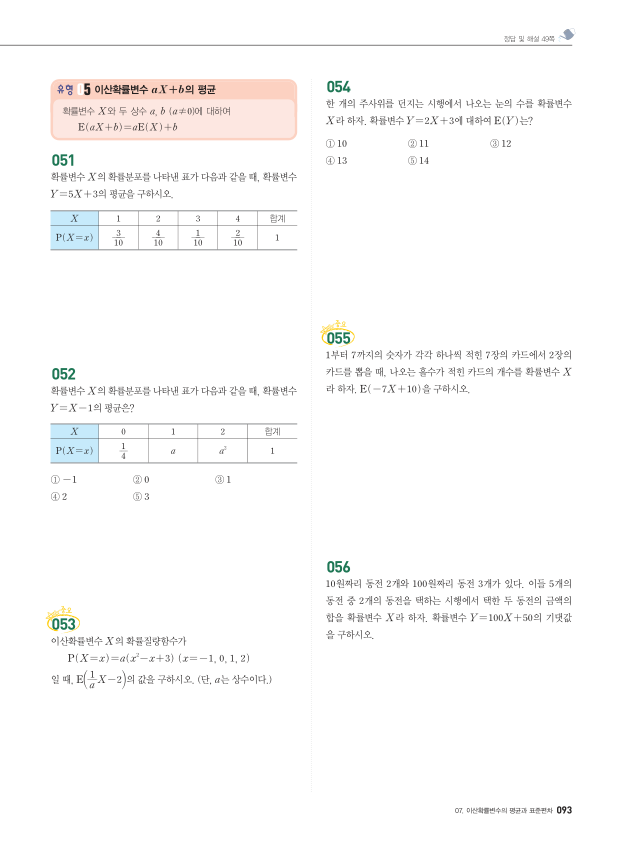 정답 및 해설 49쪽
유형 05 이산확률변수 aX+b의 평균
확률변수 X와 두 상수 a, b (a≠0)에 대하여
E(aX+b)=aE(X)+b
051
확률변수 X의 확률분포를 나타낸 표가 다음과 같을 때, 확률변수
Y=5X+3의 평균을 구하시오.
X 1 2 3 4 합계
P(X=x) 3/10 4/10 1/10 2/10 1
052
확률변수 X의 확률분포를 나타낸 표가 다음과 같을 때, 확률변수
Y=X-1의 평균은?
X 0 1 2 합계
P(X=x) 1/4 a a² 1
① -1 ② 0 ③ 1
④ 2 ⑤ 3
중요
053
이산확률변수 X의 확률질량함수가
P(X=x)=a(x²-x+3) (x=-1, 0, 1, 2)
일 때, E(1/a X-2)의 값을 구하시오. (단, a는 상수이다.)
054
한 개의 주사위를 던지는 시행에서 나오는 눈의 수를 확률변수
X라 하자. 확률변수 Y=2X+3에 대하여 E(Y)는?
① 10 ② 11 ③ 12
④ 13 ⑤ 14
중요
055
1부터 7까지의 숫자가 각각 하나씩 적힌 7장의 카드에서 2장의
카드를 뽑을 때, 나오는 홀수가 적힌 카드의 개수를 확률변수 X
라 하자. E(-7X+10)을 구하시오.
056
10원짜리 동전 2개와 100원짜리 동전 3개가 있다. 이들 5개의
동전 중 2개의 동전을 택하는 시행에서 택한 두 동전의 금액의
합을 확률변수 X라 하자. 확률변수 Y=100X+50의 기댓값
을 구하시오.
07. 이산확률변수의 평균과 표준편차 093